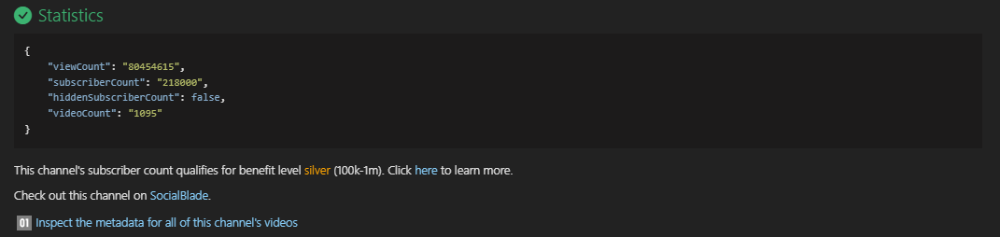 Statistics
{
"viewCount": "80454615",
"subscriberCount": "218000",
"hiddenSubscriberCount": false,
"videoCount": "1095"
}
This channel's subscriber count qualifies for benefit level silver (100k-1m). Click here to learn more.
Check out this channel on SocialBlade.
01 Inspect the metadata for all of this channel's videos